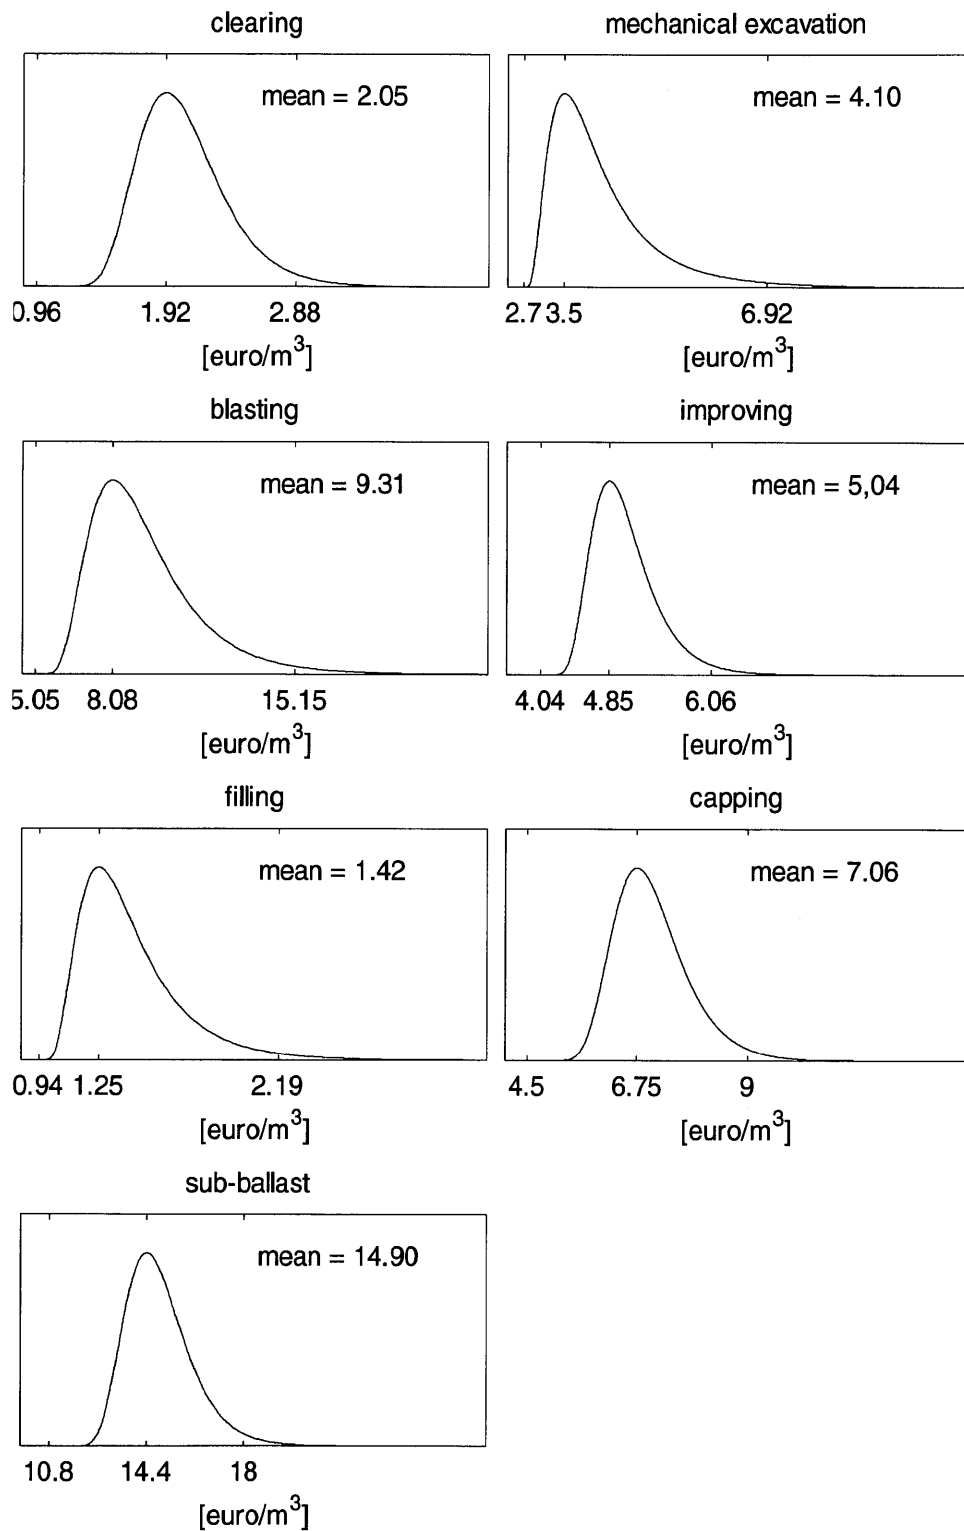 clearing
mean = 2.05
0.96 1.92 2.88
[euro/m³]
mechanical excavation
mean = 4.10
2.7 3.5 6.92
[euro/m³]
blasting
mean = 9.31
5.05 8.08 15.15
[euro/m³]
improving
mean = 5,04
4.04 4.85 6.06
[euro/m³]
filling
mean = 1.42
0.94 1.25 2.19
[euro/m³]
capping
mean = 7.06
4.5 6.75 9
[euro/m³]
sub-ballast
mean = 14.90
10.8 14.4 18
[euro/m³]